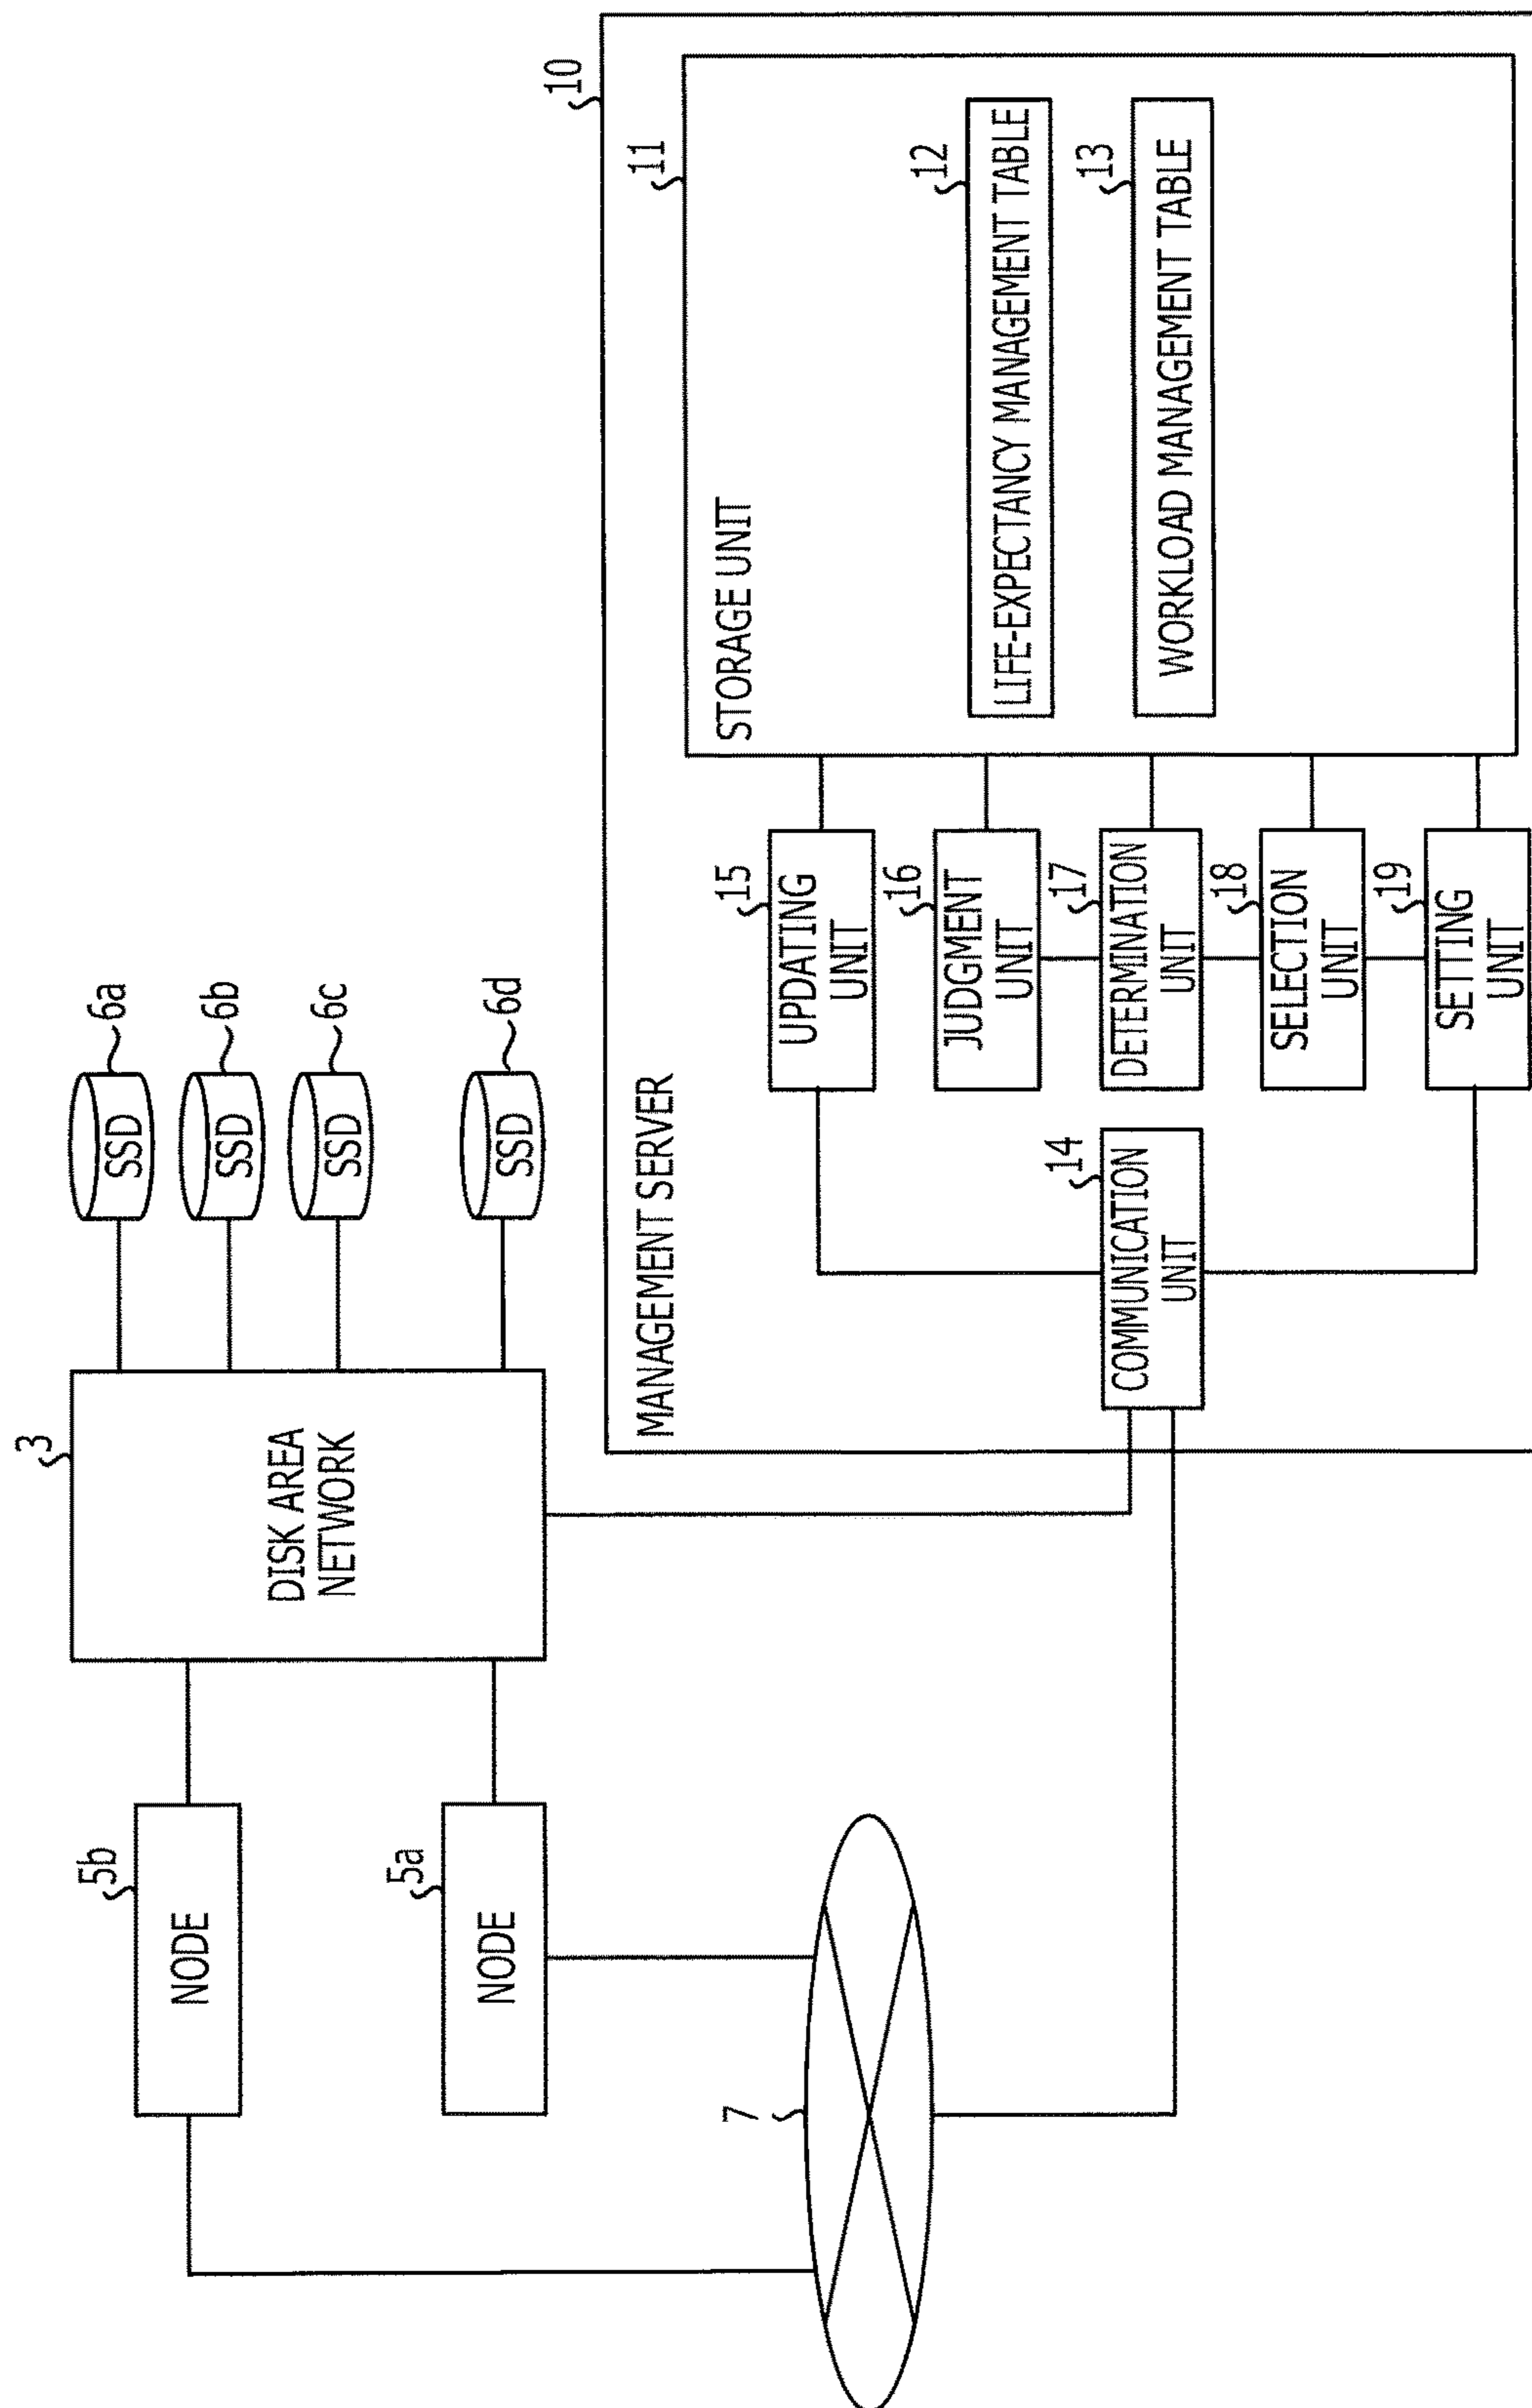 3
DISK AREA
NETWORK
SSD
6a
SSD
6b
SSD
6c
SSD
6d
5b
NODE
5a
NODE
7
10
MANAGEMENT SERVER
14
COMMUNICATION
UNIT
15
UPDATING
UNIT
16
JUDGMENT
UNIT
17
DETERMINATION
UNIT
18
SELECTION
UNIT
19
SETTING
UNIT
11
STORAGE UNIT
12
LIFE-EXPECTANCY MANAGEMENT TABLE
13
WORKLOAD MANAGEMENT TABLE